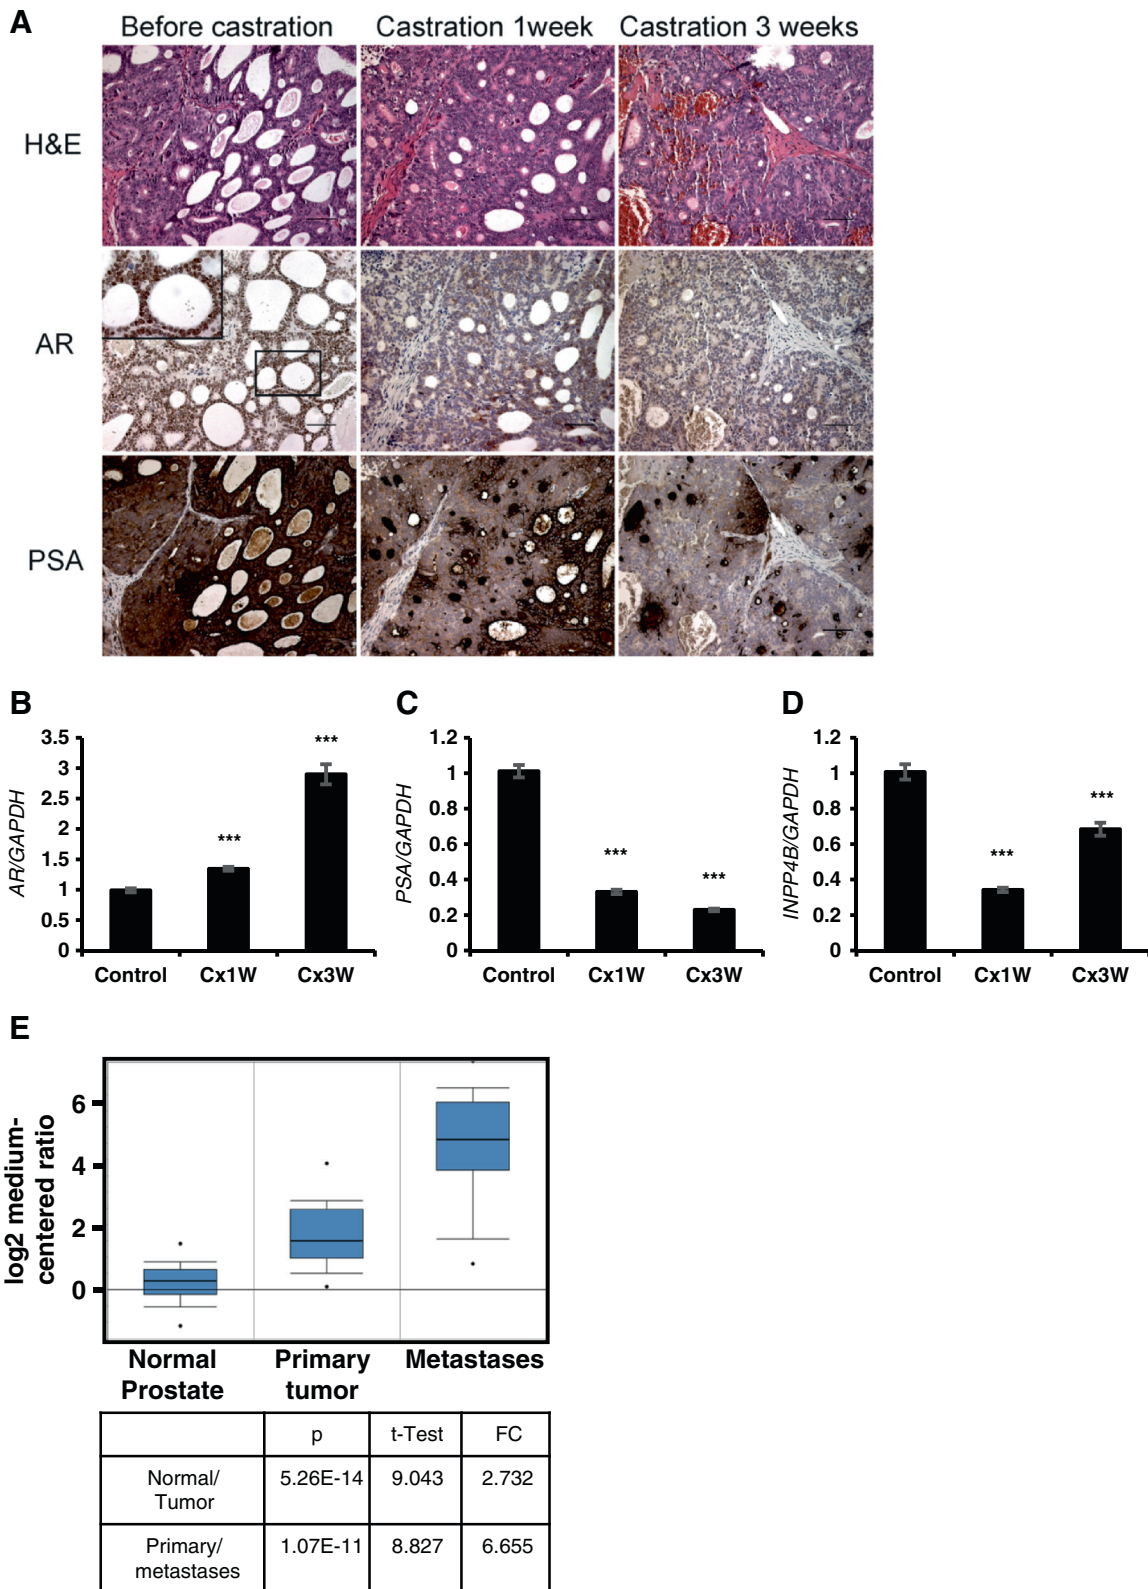 A
Before castration
Castration 1week
Castration 3 weeks
H&E
AR
PSA
B
AR/GAPDH
3.5
3
2.5
2
1.5
1
0.5
0
***
***
Control
Cx1W
Cx3W
C
PSA/GAPDH
1.2
1
0.8
0.6
0.4
0.2
0
***
***
Control
Cx1W
Cx3W
D
INPP4B/GAPDH
1.2
1
0.8
0.6
0.4
0.2
0
***
***
Control
Cx1W
Cx3W
E
log2 medium-
centered ratio
6
4
2
0
Normal
Prostate
Primary
tumor
Metastases
p
t-Test
FC
Normal/
Tumor
5.26E-14
9.043
2.732
Primary/
metastases
1.07E-11
8.827
6.655